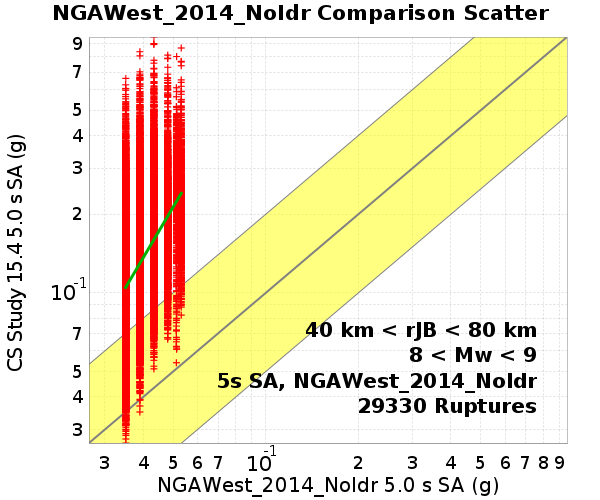 NGAWest_2014_NoIdr Comparison Scatter
9
7
5
4
3
2
10-1
7
5
4
3
CS Study 15.4 5.0 s SA (g)
40 km < rJB < 80 km
8 < Mw < 9
5s SA, NGAWest_2014_NoIdr
29330 Ruptures
3 4 5 6 7 10-1 2 3 4 5 6 7 8 9
NGAWest_2014_NoIdr 5.0 s SA (g)